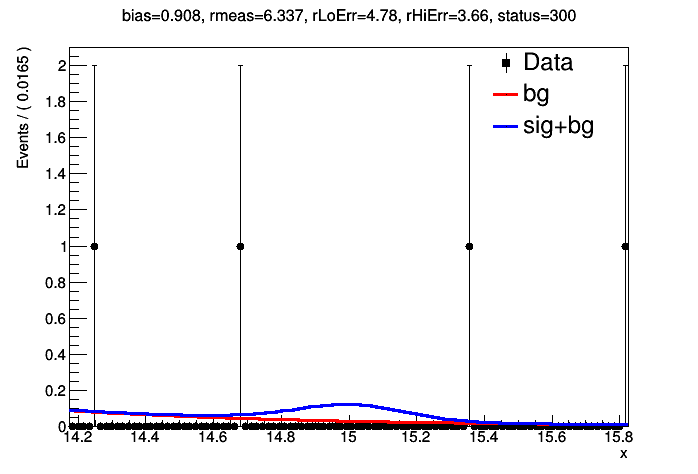 bias=0.908, rmeas=6.337, rLoErr=4.78, rHiErr=3.66, status=300
Events / ( 0.0165 )
2
1.8
1.6
1.4
1.2
1
0.8
0.6
0.4
0.2
0
Data
bg
sig+bg
14.2 14.4 14.6 14.8 15 15.2 15.4 15.6 15.8
x